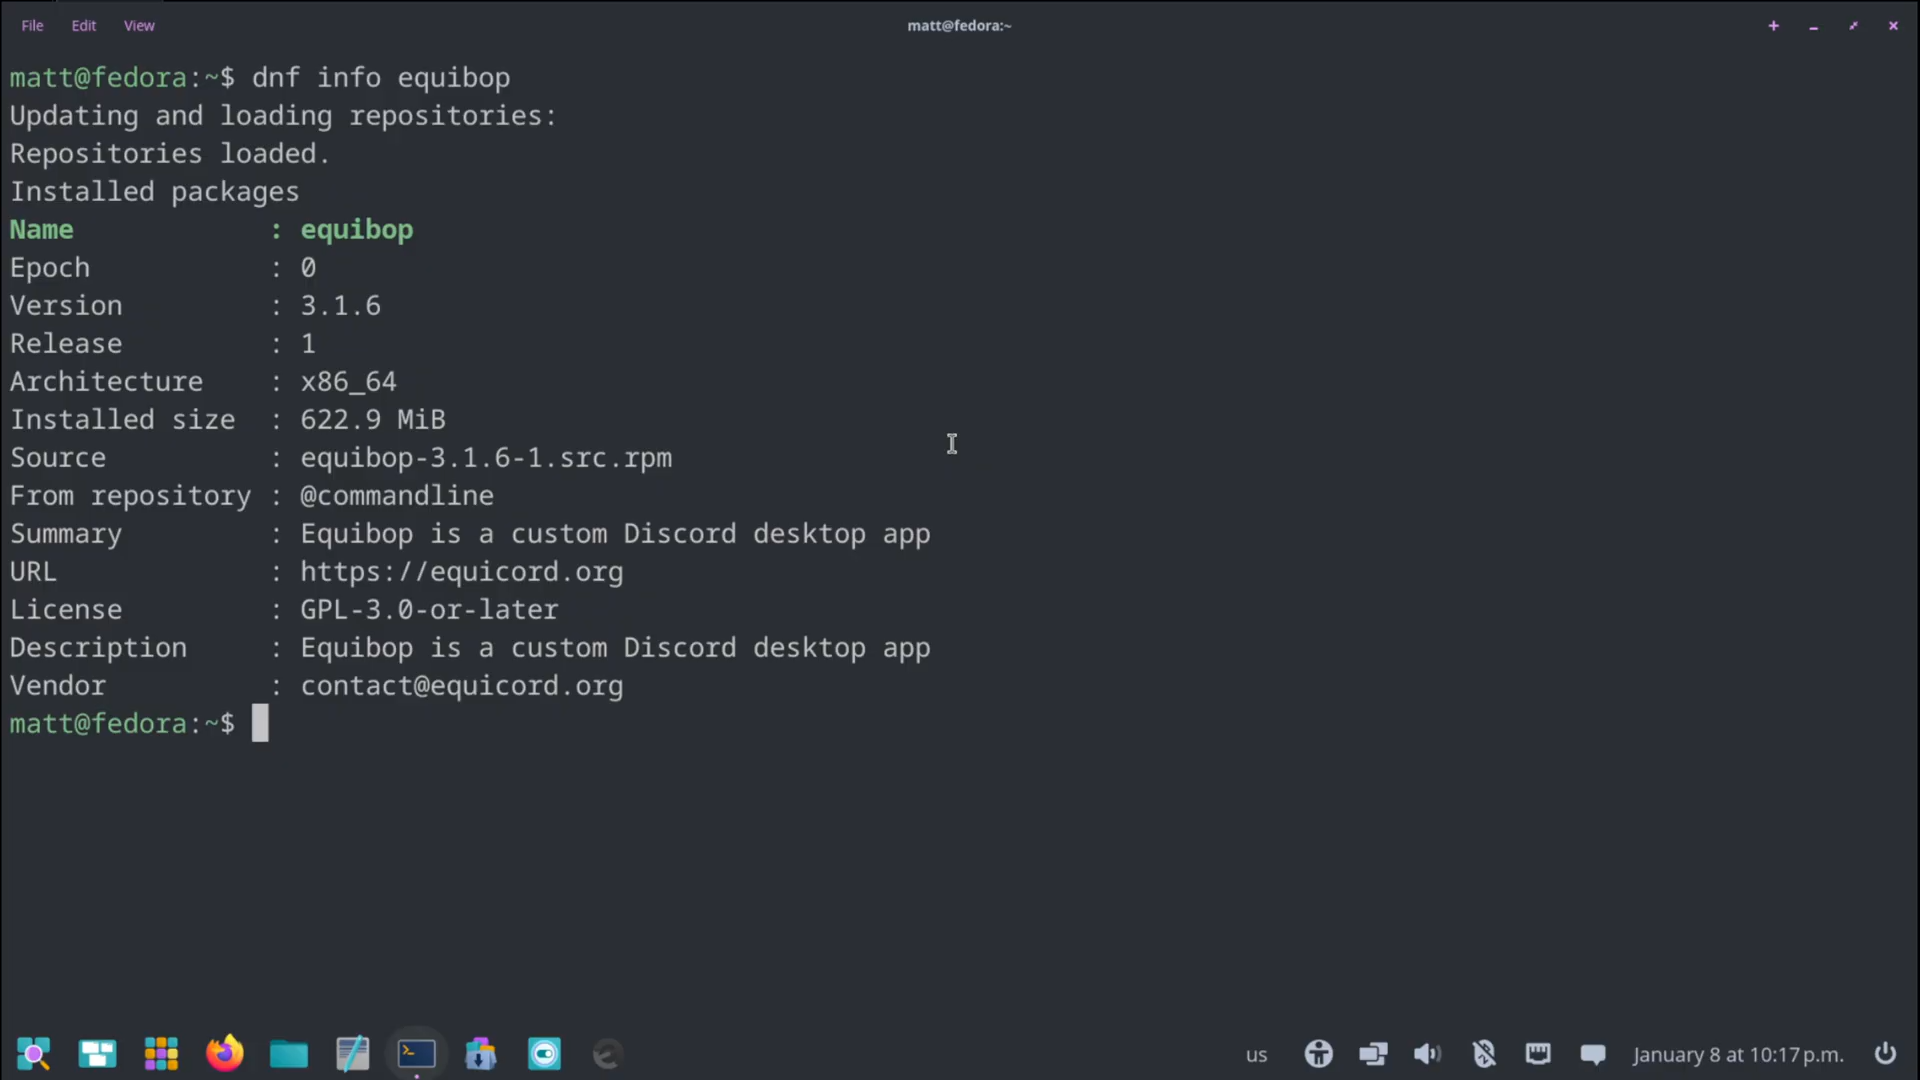 File Edit View
matt@fedora:~
matt@fedora:~$ dnf info equibop
Updating and loading repositories:
Repositories loaded.
Installed packages
Name            : equibop
Epoch           : 0
Version         : 3.1.6
Release         : 1
Architecture    : x86_64
Installed size  : 622.9 MiB
Source          : equibop-3.1.6-1.src.rpm
From repository : @commandline
Summary         : Equibop is a custom Discord desktop app
URL             : https://equicord.org
License         : GPL-3.0-or-later
Description     : Equibop is a custom Discord desktop app
Vendor          : contact@equicord.org
matt@fedora:~$
us January 8 at 10:17 p.m.